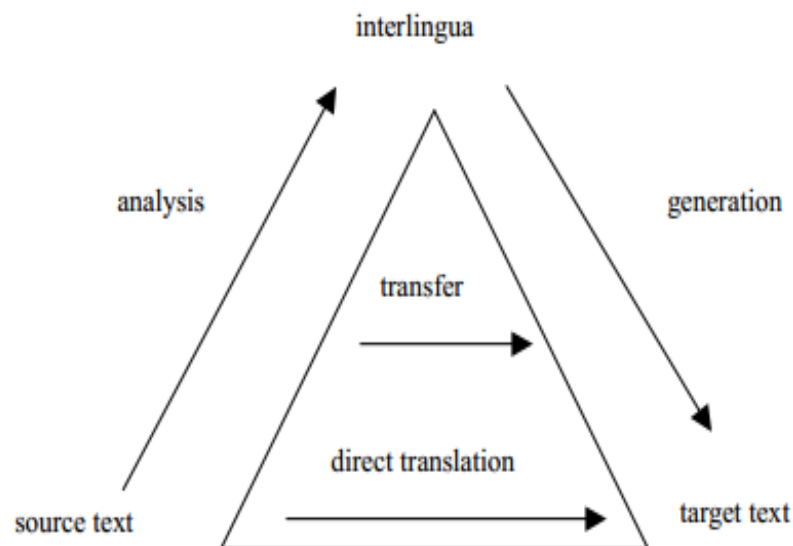 interlingua
analysis
generation
transfer
direct translation
source text
target text